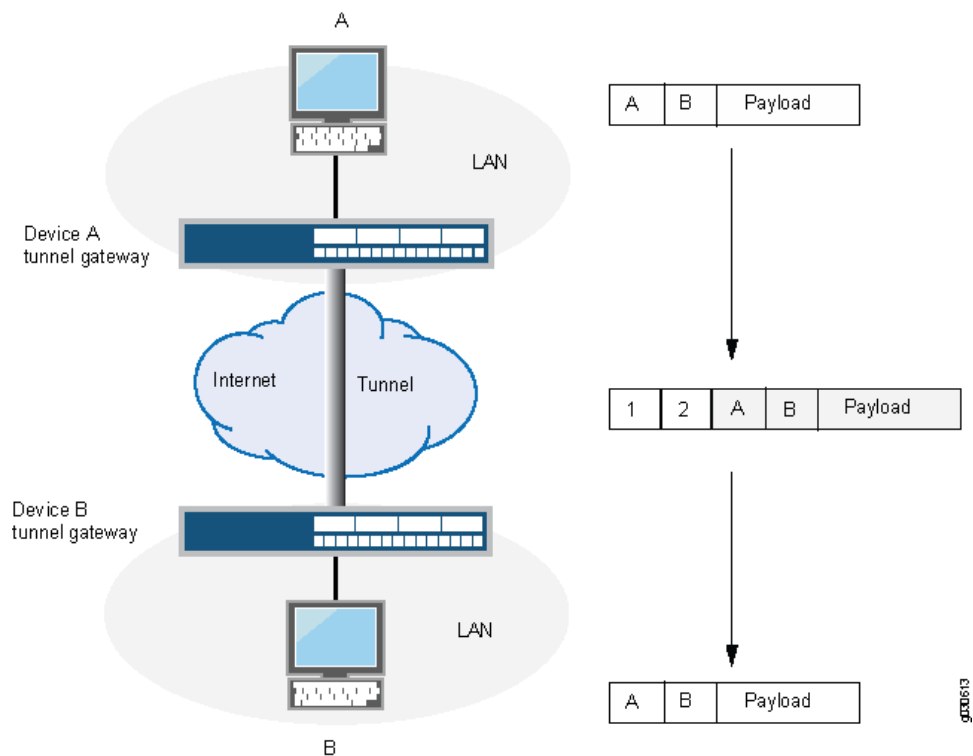 A
A B Payload
LAN
Device A
tunnel gateway
Internet Tunnel
1 2 A B Payload
Device B
tunnel gateway
LAN
A B Payload
B
g030613